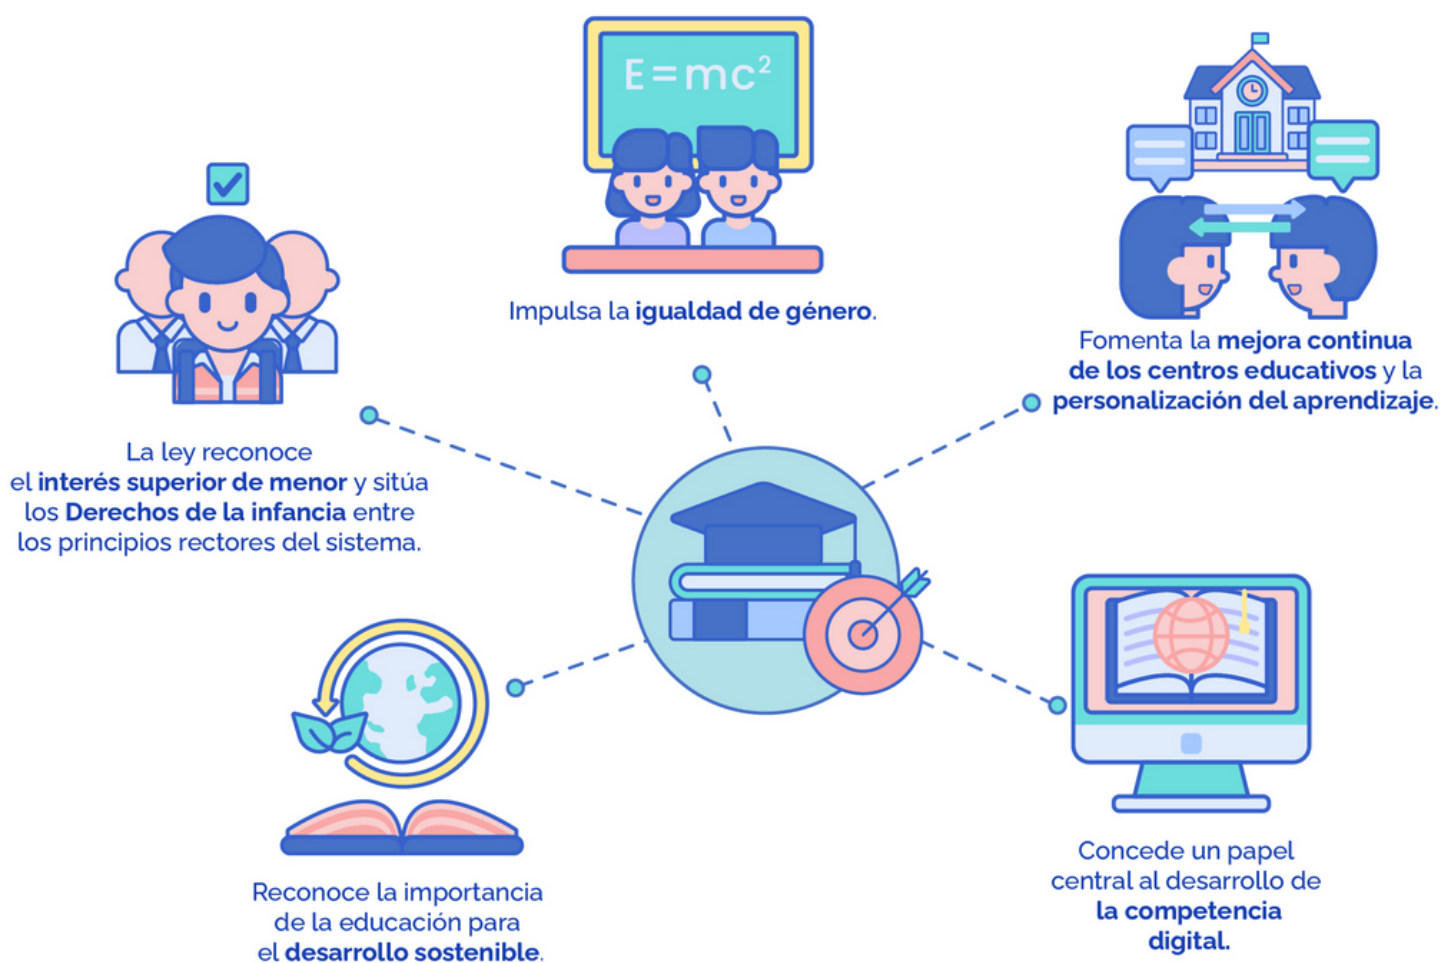 E=mc²
Impulsa la igualdad de género.
Fomenta la mejora continua
de los centros educativos y la
personalización del aprendizaje.
La ley reconoce
el interés superior de menor y sitúa
los Derechos de la infancia entre
los principios rectores del sistema.
Reconoce la importancia
de la educación para
el desarrollo sostenible.
Concede un papel
central al desarrollo de
la competencia
digital.